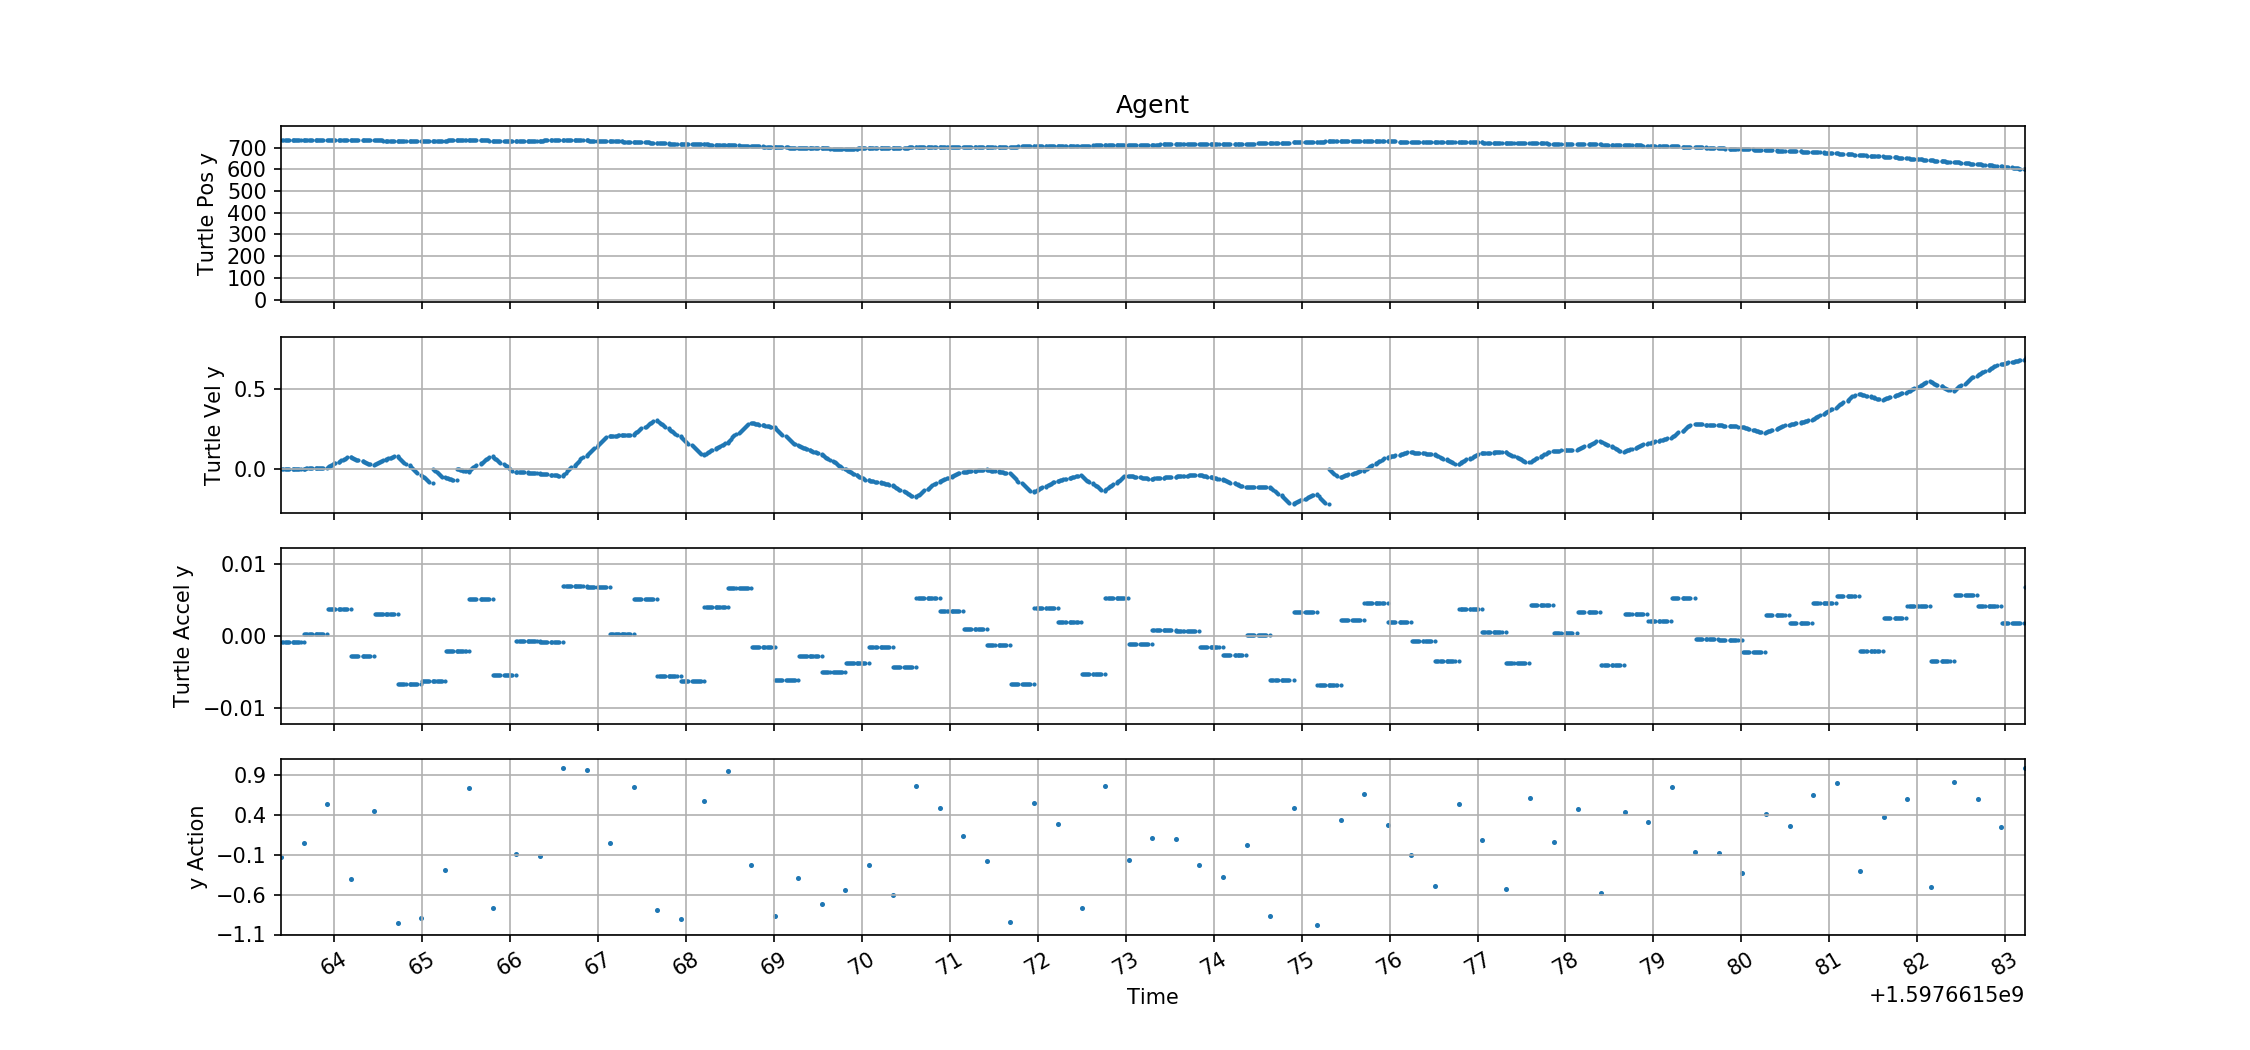 Agent
Turtle Pos y
700
600
500
400
300
200
100
0
Turtle Vel y
0.5
0.0
Turtle Accel y
0.01
0.00
−0.01
y Action
0.9
0.4
−0.1
−0.6
−1.1
64 65 66 67 68 69 70 71 72 73 74 75 76 77 78 79 80 81 82 83
Time
+1.5976615e9